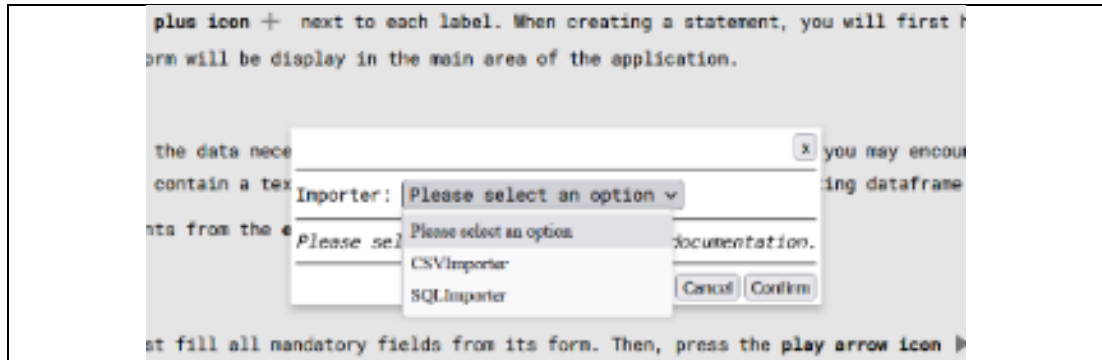 plus icon + next to each label. When creating a statement, you will first
orm will be display in the main area of the application.
x
the data nece you may encou
contain a tex ing dataframe
Importer: Please select an option
nts from the
Please select an option
Please sel documentation.
CSVImporter
SQLImporter
Cancel Confirm
st fill all mandatory fields from its form. Then, press the play arrow icon